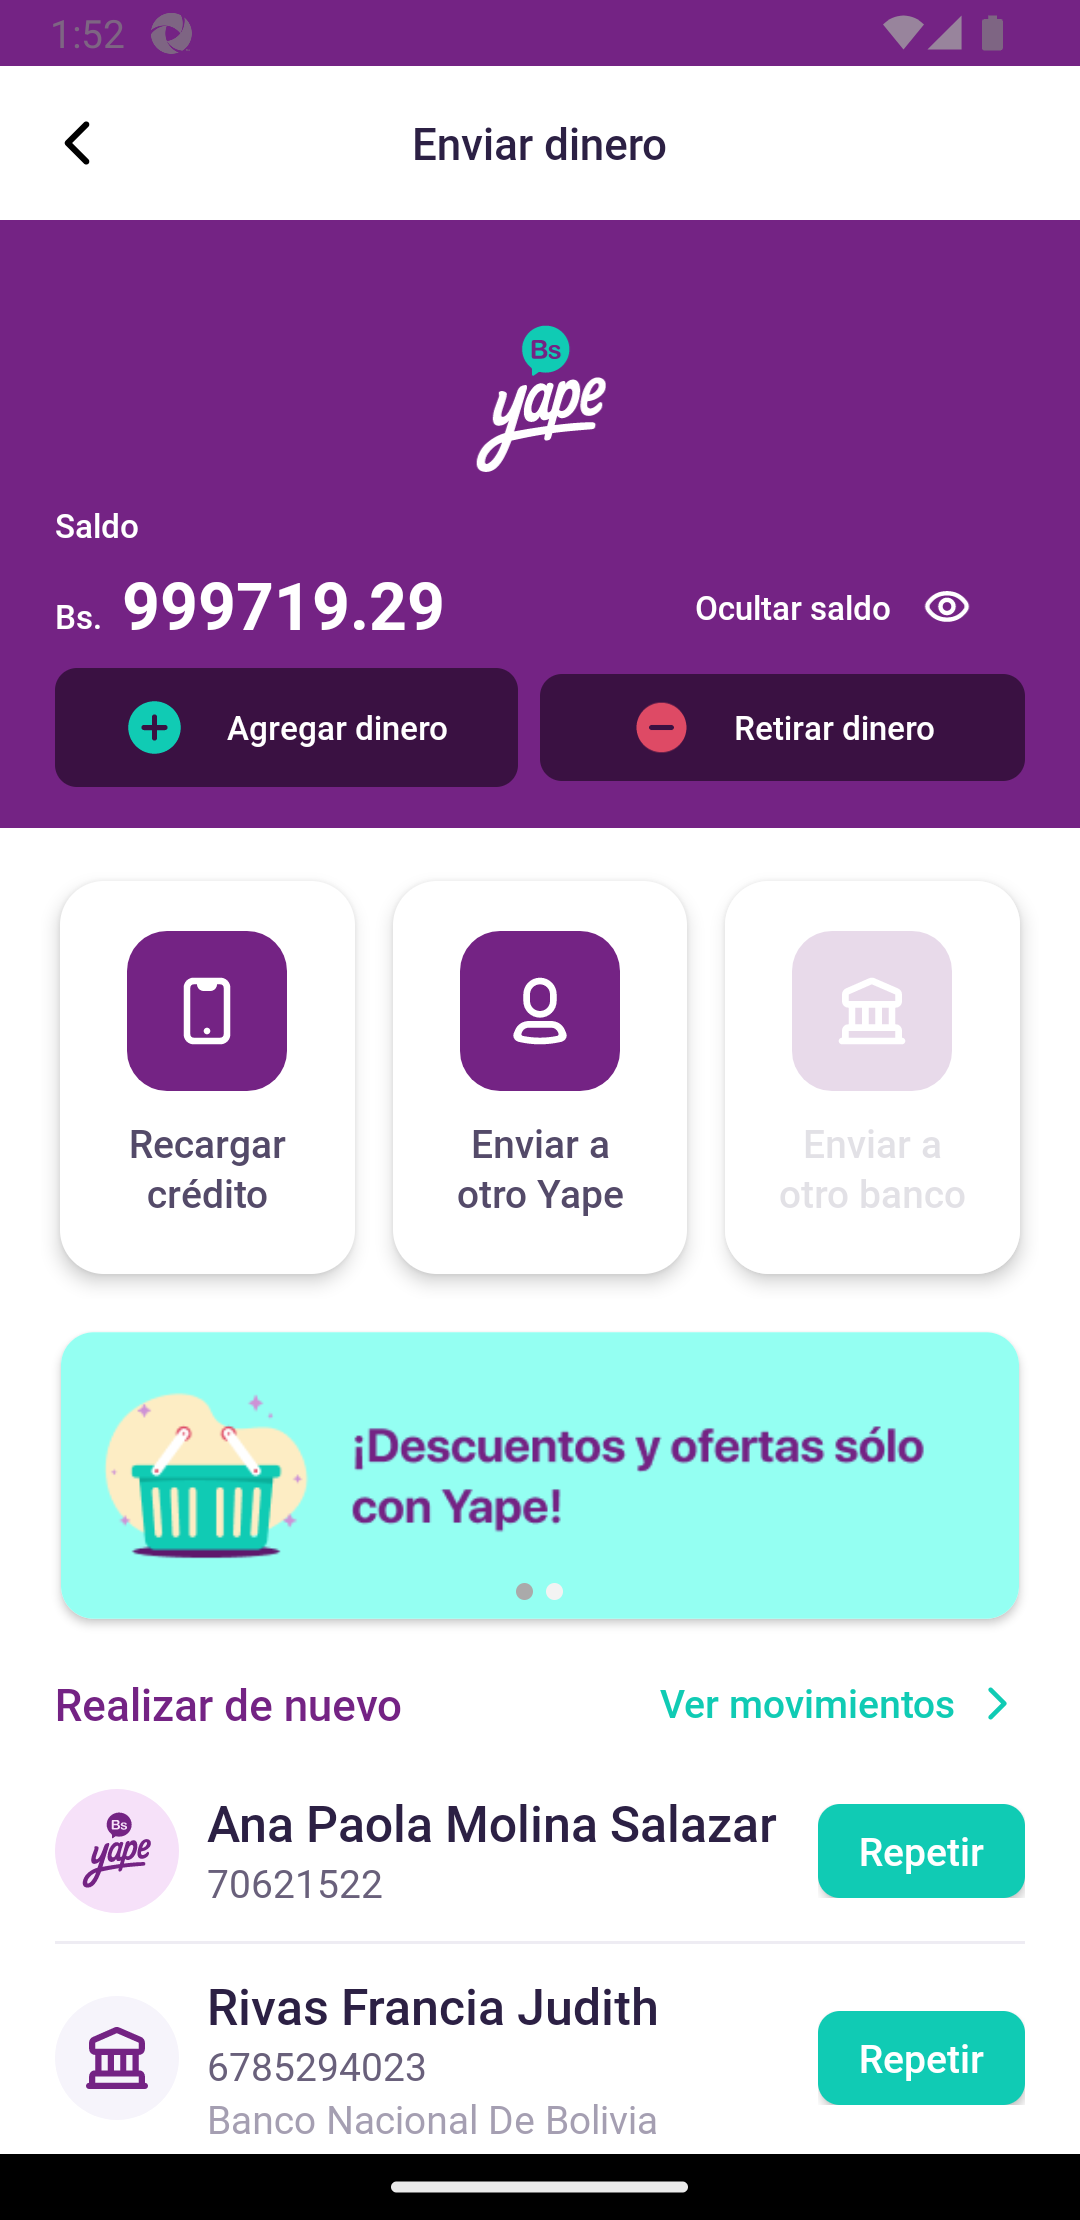 1:52
Enviar dinero
Bs
yape
Saldo
Bs. 999719.29
Ocultar saldo
Agregar dinero
Retirar dinero
Recargar
crédito
Enviar a
otro Yape
Enviar a
otro banco
¡Descuentos y ofertas sólo
con Yape!
Realizar de nuevo
Ver movimientos
Bs
yape
Ana Paola Molina Salazar
70621522
Repetir
Rivas Francia Judith
6785294023
Banco Nacional De Bolivia
Repetir